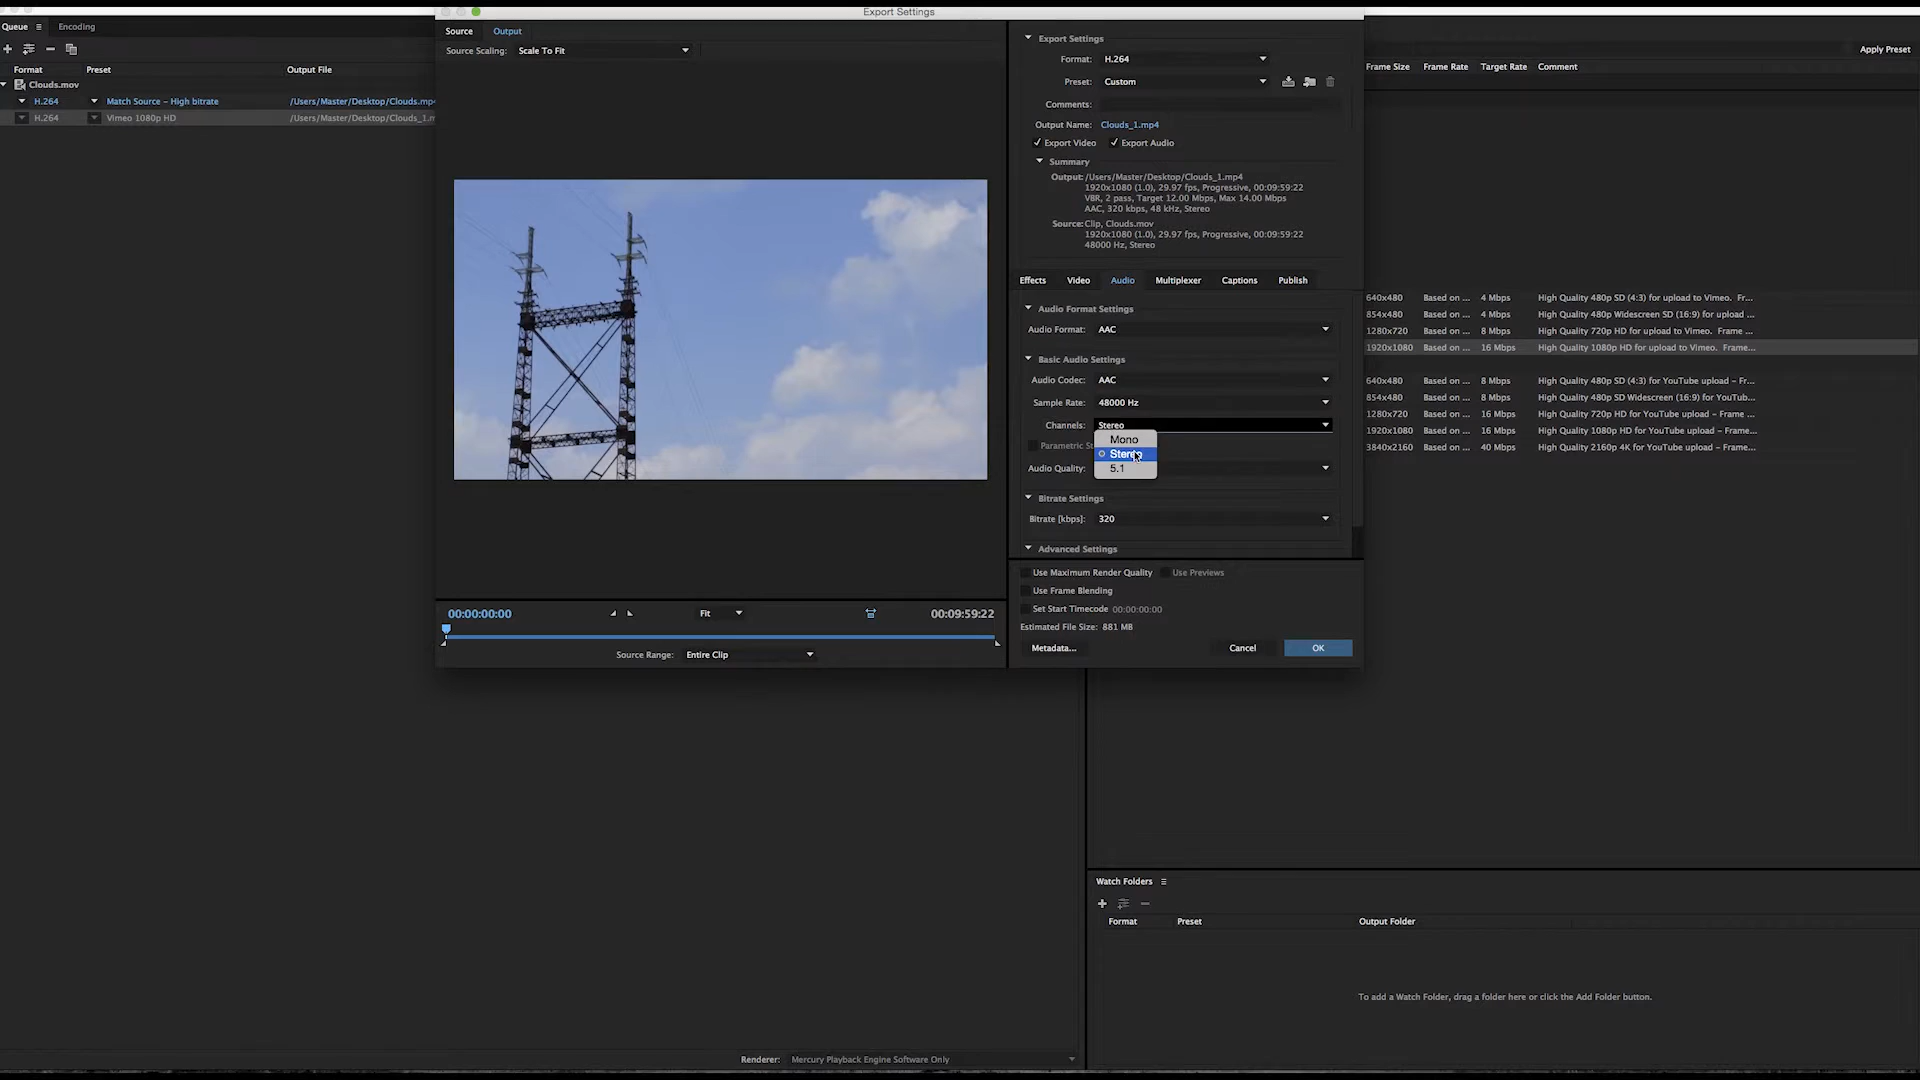 Export Settings
Queue
Encoding
Format Preset Output File
Clouds.mov
H.264 Match Source – High bitrate /Users/Master/Desktop/Clouds.mp
H.264 Vimeo 1080p HD /Users/Master/Desktop/Clouds_1.m
Source Output
Source Scaling: Scale To Fit
00:00:00:00 Fit 00:09:59:22
Source Range: Entire Clip
Export Settings
Format: H.264
Preset: Custom
Comments:
Output Name: Clouds_1.mp4
Export Video Export Audio
Summary
Output: /Users/Master/Desktop/Clouds_1.mp4
1920x1080 (1.0), 29.97 fps, Progressive, 00:09:59:22
VBR, 2 pass, Target 12.00 Mbps, Max 14.00 Mbps
AAC, 320 kbps, 48 kHz, Stereo
Source: Clip, Clouds.mov
1920x1080 (1.0), 29.97 fps, Progressive, 00:09:59:22
48000 Hz, Stereo
Effects Video Audio Multiplexer Captions Publish
Audio Format Settings
Audio Format: AAC
Basic Audio Settings
Audio Codec: AAC
Sample Rate: 48000 Hz
Channels: Stereo
Mono
Parametric St
Stereo
Audio Quality:
5.1
Bitrate Settings
Bitrate [kbps]: 320
Advanced Settings
Use Maximum Render Quality Use Previews
Use Frame Blending
Set Start Timecode 00:00:00:00
Estimated File Size: 881 MB
Metadata... Cancel OK
Apply Preset
Frame Size Frame Rate Target Rate Comment
640x480 Based on ... 4 Mbps High Quality 480p SD (4:3) for upload to Vimeo. Fr...
854x480 Based on ... 4 Mbps High Quality 480p Widescreen SD (16:9) for upload ...
1280x720 Based on ... 8 Mbps High Quality 720p HD for upload to Vimeo. Frame ...
1920x1080 Based on ... 16 Mbps High Quality 1080p HD for upload to Vimeo. Frame...
640x480 Based on ... 8 Mbps High Quality 480p SD (4:3) for YouTube upload – Fr...
854x480 Based on ... 8 Mbps High Quality 480p SD Widescreen (16:9) for YouTub...
1280x720 Based on ... 16 Mbps High Quality 720p HD for YouTube upload – Frame ...
1920x1080 Based on ... 16 Mbps High Quality 1080p HD for YouTube upload – Frame...
3840x2160 Based on ... 40 Mbps High Quality 2160p 4K for YouTube upload – Frame...
Watch Folders
Format Preset Output Folder
To add a Watch Folder, drag a folder here or click the Add Folder button.
Renderer: Mercury Playback Engine Software Only